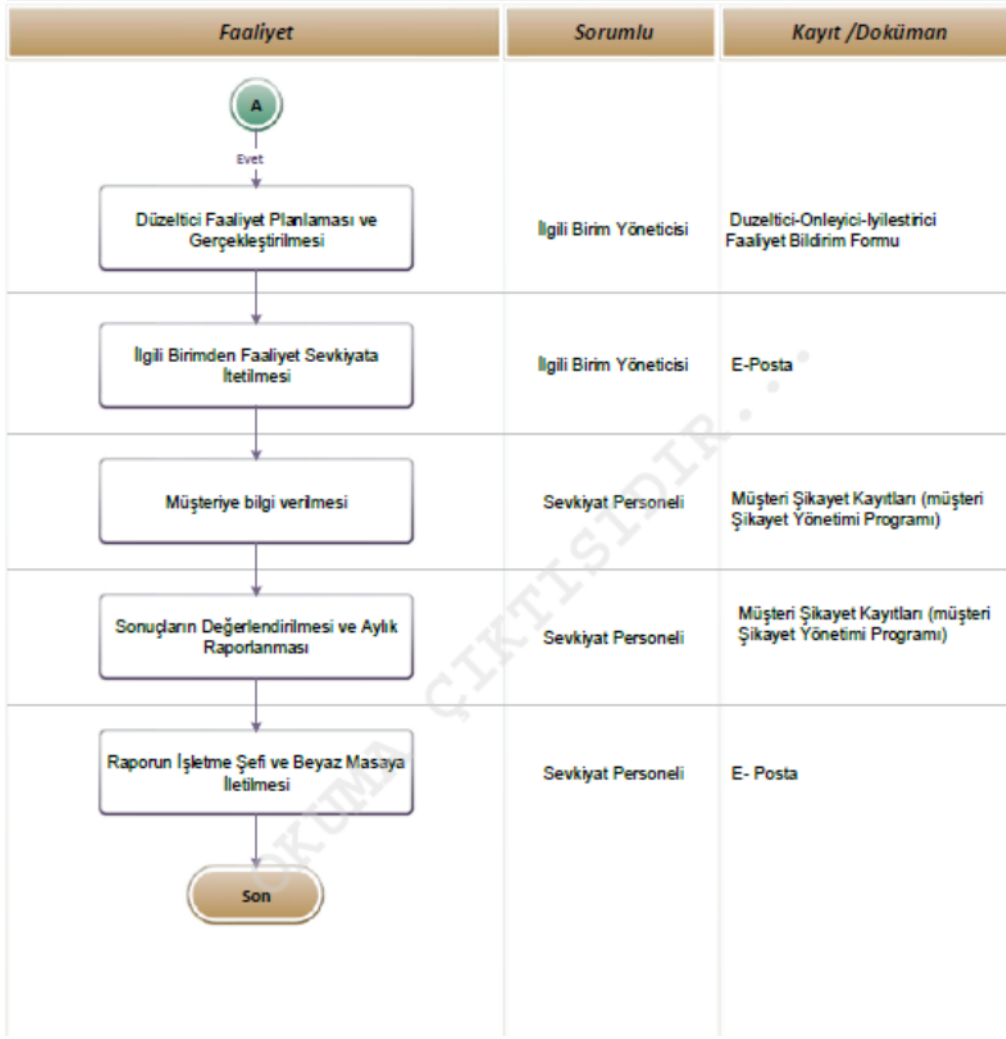 Faaliyet
Sorumlu
Kayıt /Doküman
A
Evet
Düzeltici Faaliyet Planlaması ve
Gerçekleştirilmesi
İlgili Birim Yöneticisi
Duzeltici-Onleyici-Iyilestirici
Faaliyet Bildirim Formu
İlgili Birimden Faaliyet Sevkiyata
İtetilmesi
İlgili Birim Yöneticisi
E-Posta
Müşteriye bilgi verilmesi
Sevkiyat Personeli
Müşteri Şikayet Kayıtları (müşteri
Şikayet Yönetimi Programı)
Sonuçların Değerlendirilmesi ve Aylık
Raporlanması
Sevkiyat Personeli
Müşteri Şikayet Kayıtları (müşteri
Şikayet Yönetimi Programı)
Raporun İşletme Şefi ve Beyaz Masaya
İletilmesi
Sevkiyat Personeli
E- Posta
Son
OKUMA ÇIKTISIDIR...